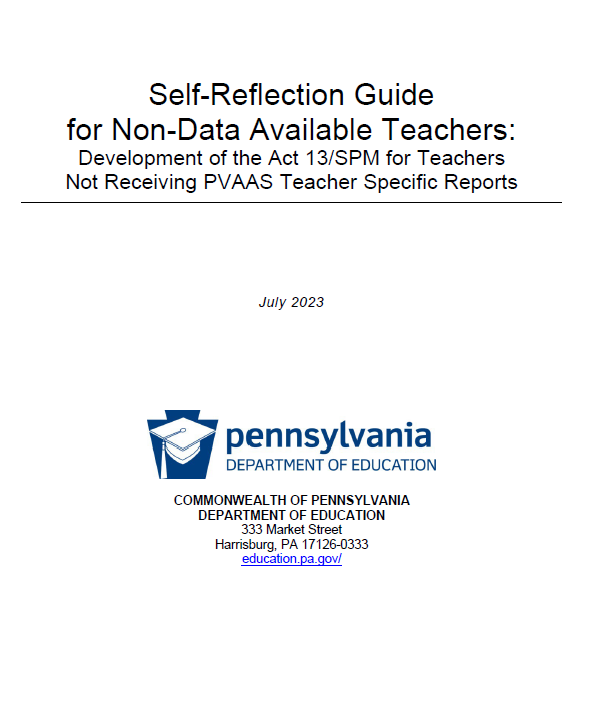 Self-Reflection Guide
for Non-Data Available Teachers:
Development of the Act 13/SPM for Teachers
Not Receiving PVAAS Teacher Specific Reports
July 2023
pennsylvania
DEPARTMENT OF EDUCATION
COMMONWEALTH OF PENNSYLVANIA
DEPARTMENT OF EDUCATION
333 Market Street
Harrisburg, PA 17126-0333
education.pa.gov/